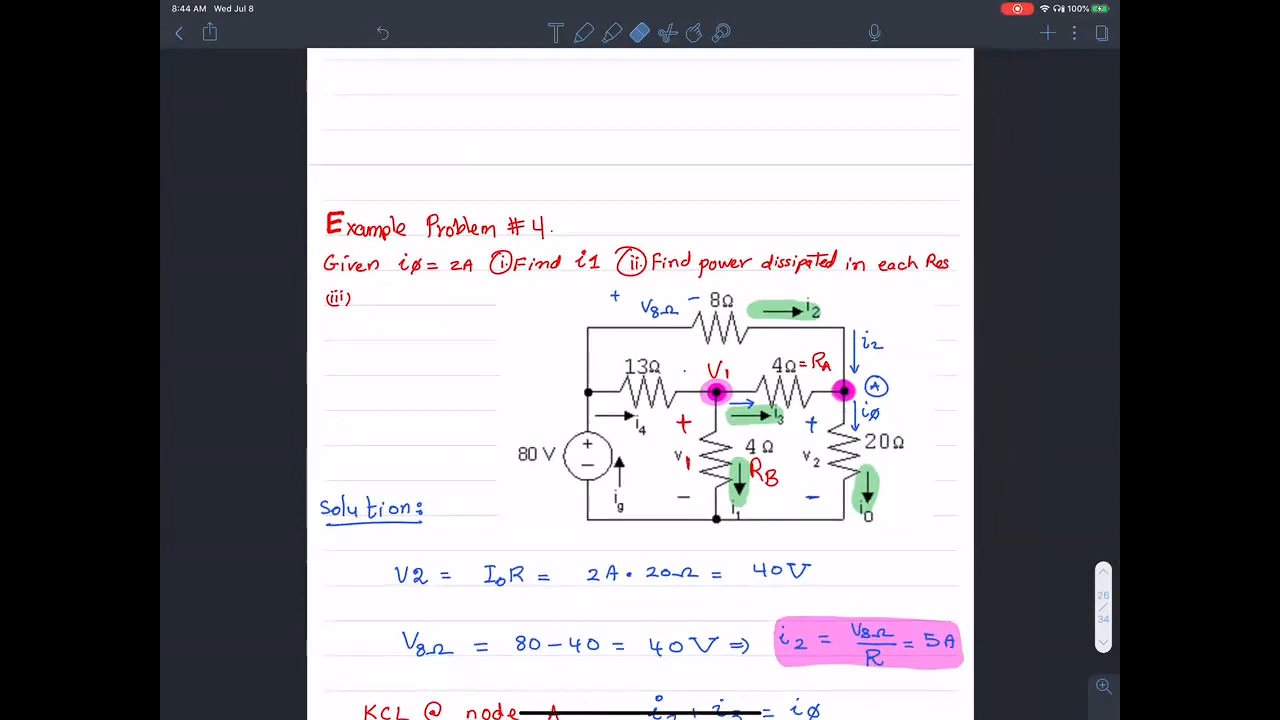 8:44 AM Wed Jul 8
100%
Example Problem #4.
Given iø = 2A (i) Find i1 (ii) Find power dissipated in each Res
(iii)
+ V8Ω − 8Ω i2
i2
13Ω V1 4Ω = RA
A
i4 i3 iø
+ +
80 V + − v1 4Ω v2 20Ω
RB
ig − −
i1 i0
Solution:
V2 = I0R = 2A · 20Ω = 40V
V8Ω = 80 − 40 = 40V ⇒ i2 = V8Ω/R = 5A
KCL @ node A = iø
26
/
34